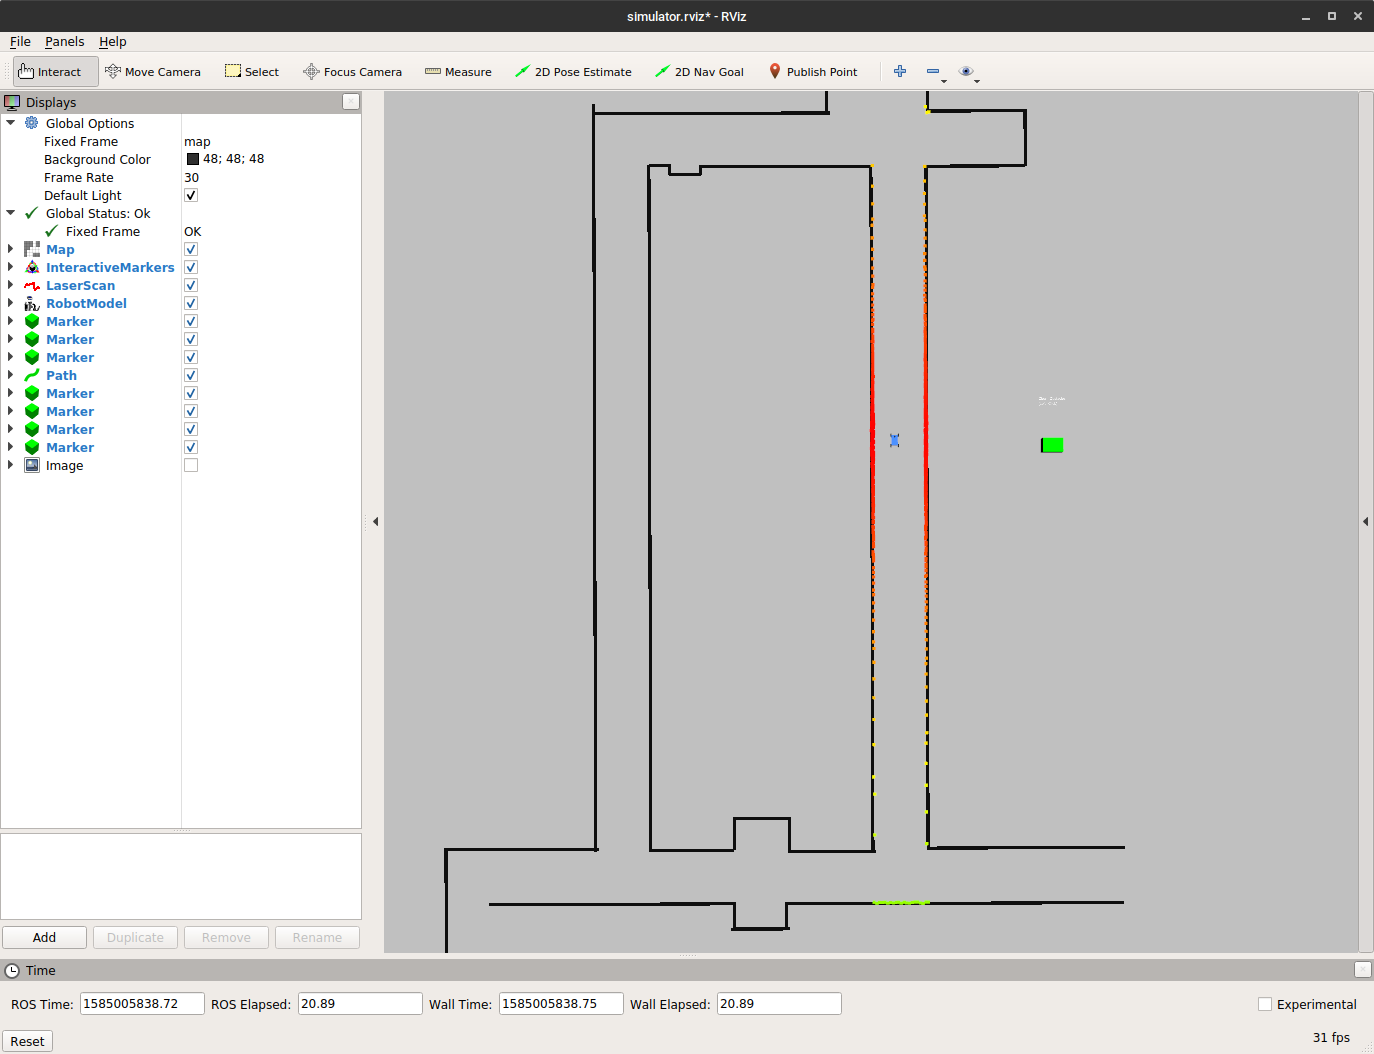 simulator.rviz* - RViz
File Panels Help
Interact Move Camera Select Focus Camera Measure 2D Pose Estimate 2D Nav Goal Publish Point
Displays
Global Options
Fixed Frame map
Background Color 48; 48; 48
Frame Rate 30
Default Light
Global Status: Ok
Fixed Frame OK
Map
InteractiveMarkers
LaserScan
RobotModel
Marker
Marker
Marker
Path
Marker
Marker
Marker
Marker
Image
Add Duplicate Remove Rename
Time
ROS Time: 1585005838.72 ROS Elapsed: 20.89 Wall Time: 1585005838.75 Wall Elapsed: 20.89 Experimental
Reset 31 fps